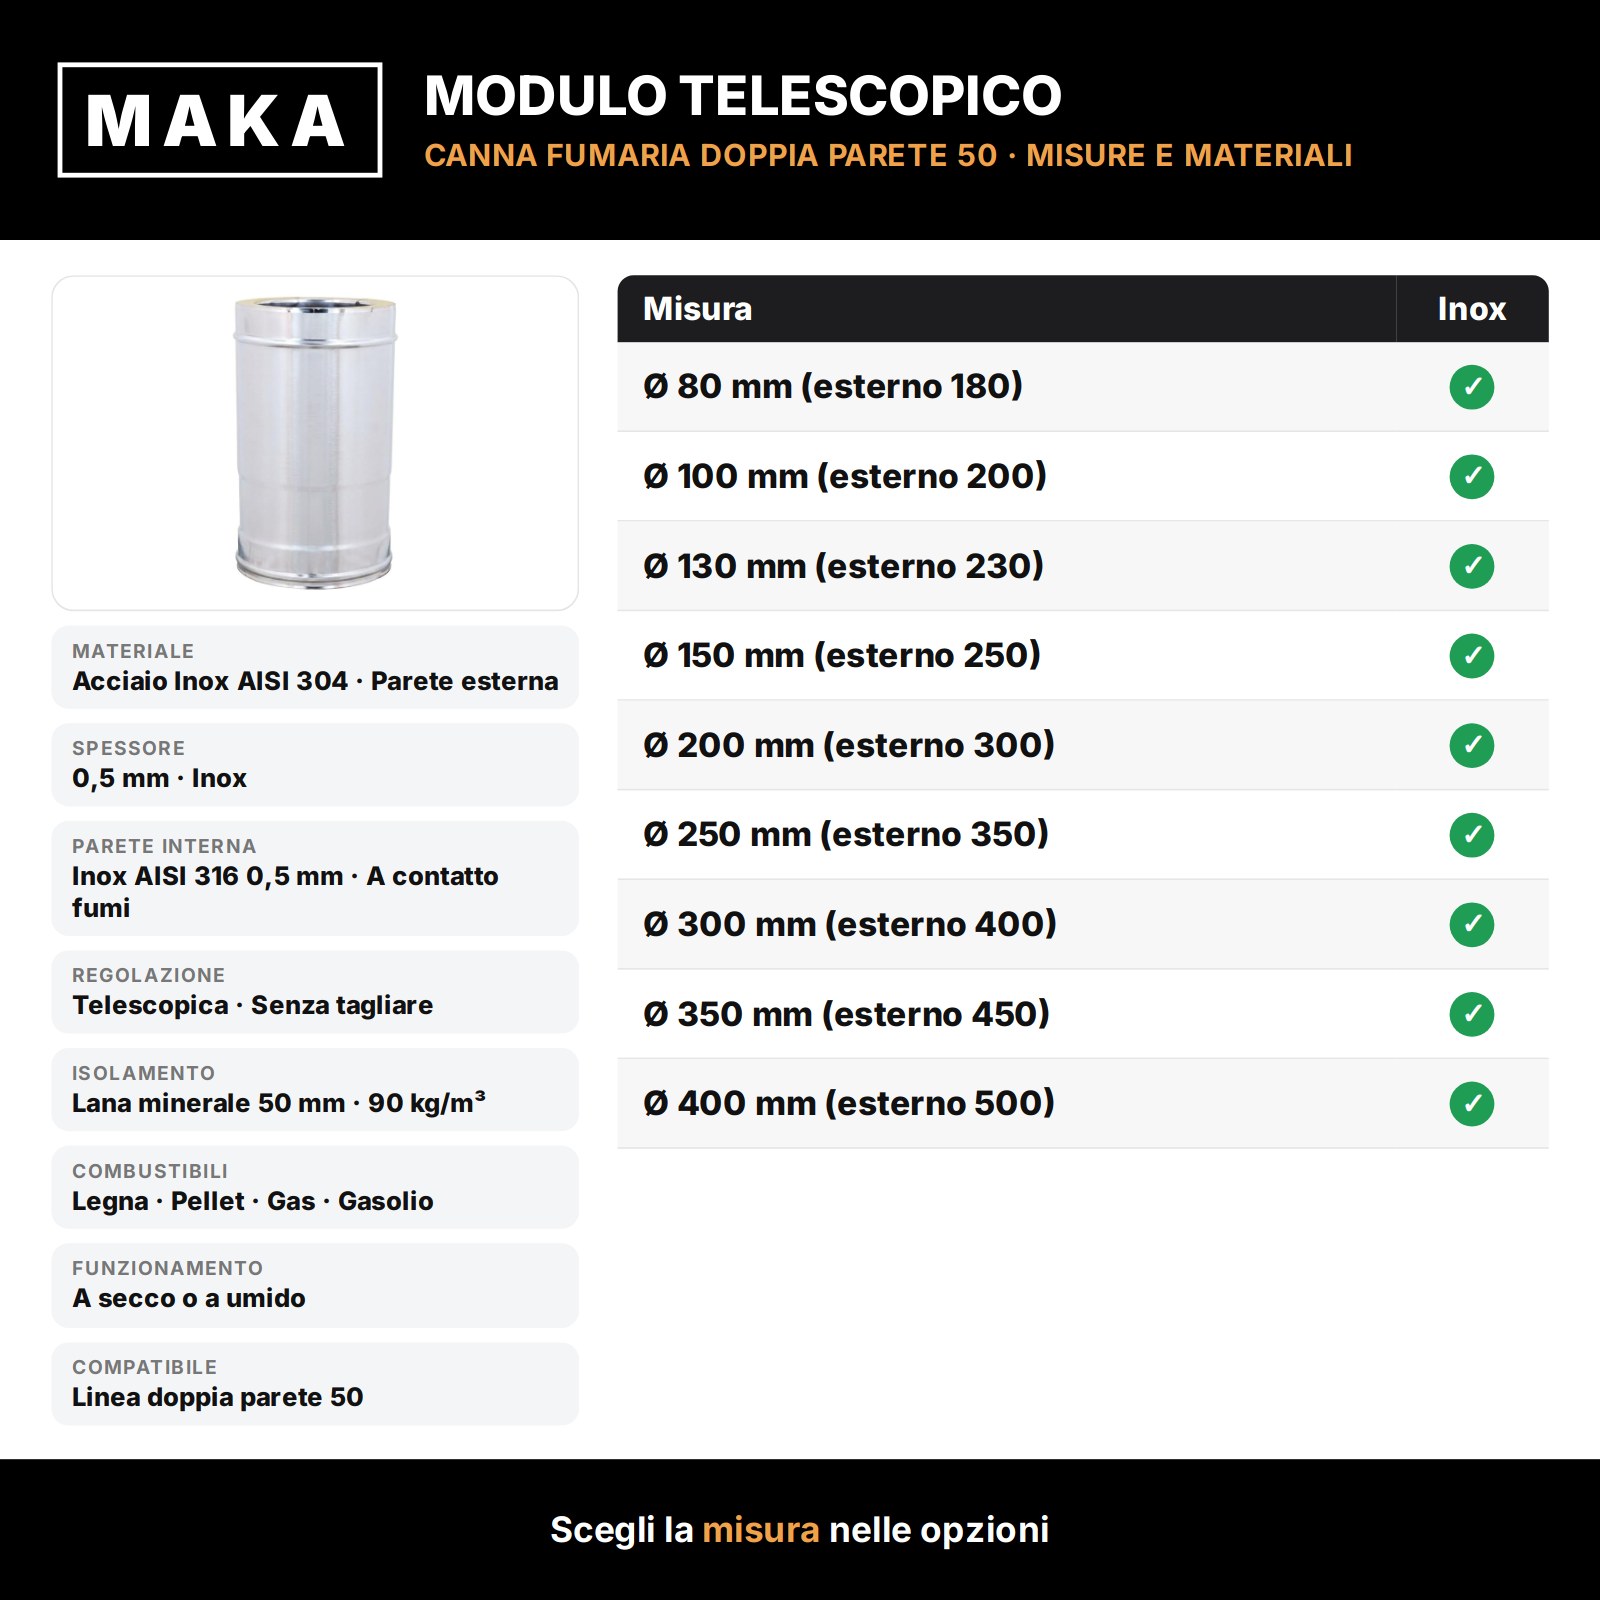 MAKA
MODULO TELESCOPICO
CANNA FUMARIA DOPPIA PARETE 50 · MISURE E MATERIALI
MATERIALE
Acciaio Inox AISI 304 · Parete esterna
SPESSORE
0,5 mm · Inox
PARETE INTERNA
Inox AISI 316 0,5 mm · A contatto
fumi
REGOLAZIONE
Telescopica · Senza tagliare
ISOLAMENTO
Lana minerale 50 mm · 90 kg/m³
COMBUSTIBILI
Legna · Pellet · Gas · Gasolio
FUNZIONAMENTO
A secco o a umido
COMPATIBILE
Linea doppia parete 50
Misura Inox
Ø 80 mm (esterno 180) ✓
Ø 100 mm (esterno 200) ✓
Ø 130 mm (esterno 230) ✓
Ø 150 mm (esterno 250) ✓
Ø 200 mm (esterno 300) ✓
Ø 250 mm (esterno 350) ✓
Ø 300 mm (esterno 400) ✓
Ø 350 mm (esterno 450) ✓
Ø 400 mm (esterno 500) ✓
Scegli la misura nelle opzioni